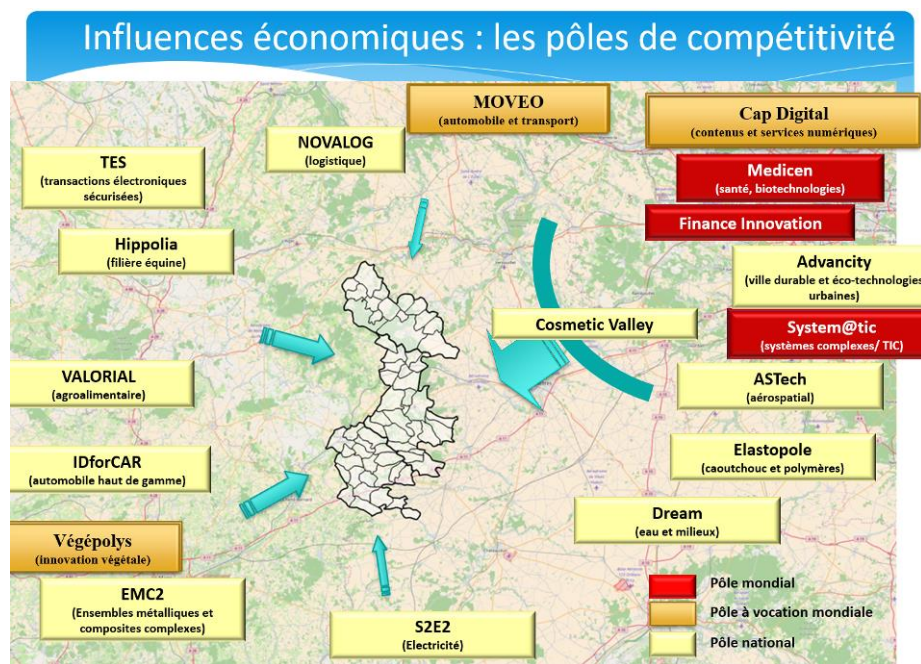 Influences économiques : les pôles de compétitivité
MOVEO
(automobile et transport)
Cap Digital
(contenus et services numériques)
NOVALOG
(logistique)
TES
(transactions électroniques
sécurisées)
Medicen
(santé, biotechnologies)
Finance Innovation
Hippolia
(filière équine)
Advancity
(ville durable et éco-technologies
urbaines)
Cosmetic Valley
System@tic
(systèmes complexes/ TIC)
VALORIAL
(agroalimentaire)
ASTech
(aérospatial)
IDforCAR
(automobile haut de gamme)
Elastopole
(caoutchouc et polymères)
Dream
(eau et milieux)
Végépolys
(innovation végétale)
EMC2
(Ensembles métalliques et
composites complexes)
S2E2
(Electricité)
Pôle mondial
Pôle à vocation mondiale
Pôle national